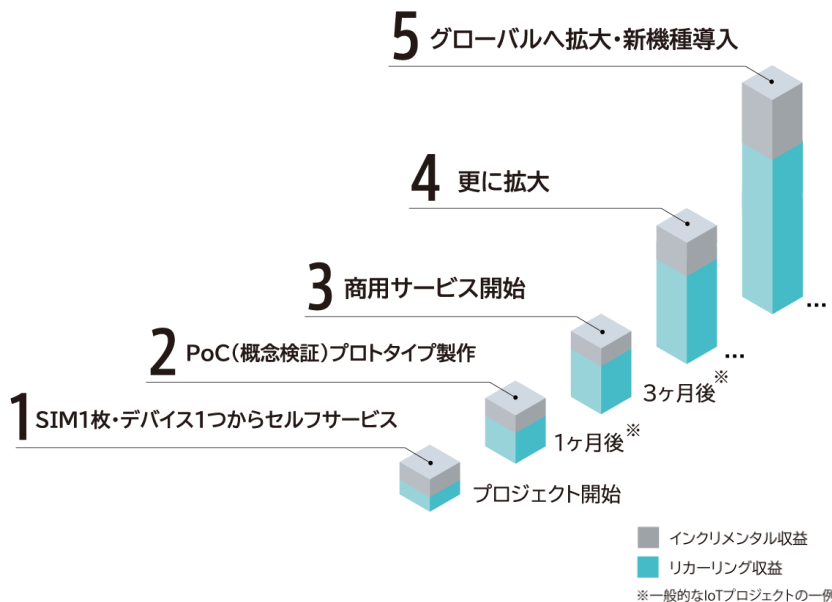 5 グローバルへ拡大・新機種導入
4 更に拡大
3 商用サービス開始
2 PoC(概念検証)プロトタイプ製作
1 SIM1枚・デバイス1つからセルフサービス
...
...
3ヶ月後※
1ヶ月後※
プロジェクト開始
インクリメンタル収益
リカーリング収益
※一般的なIoTプロジェクトの一例